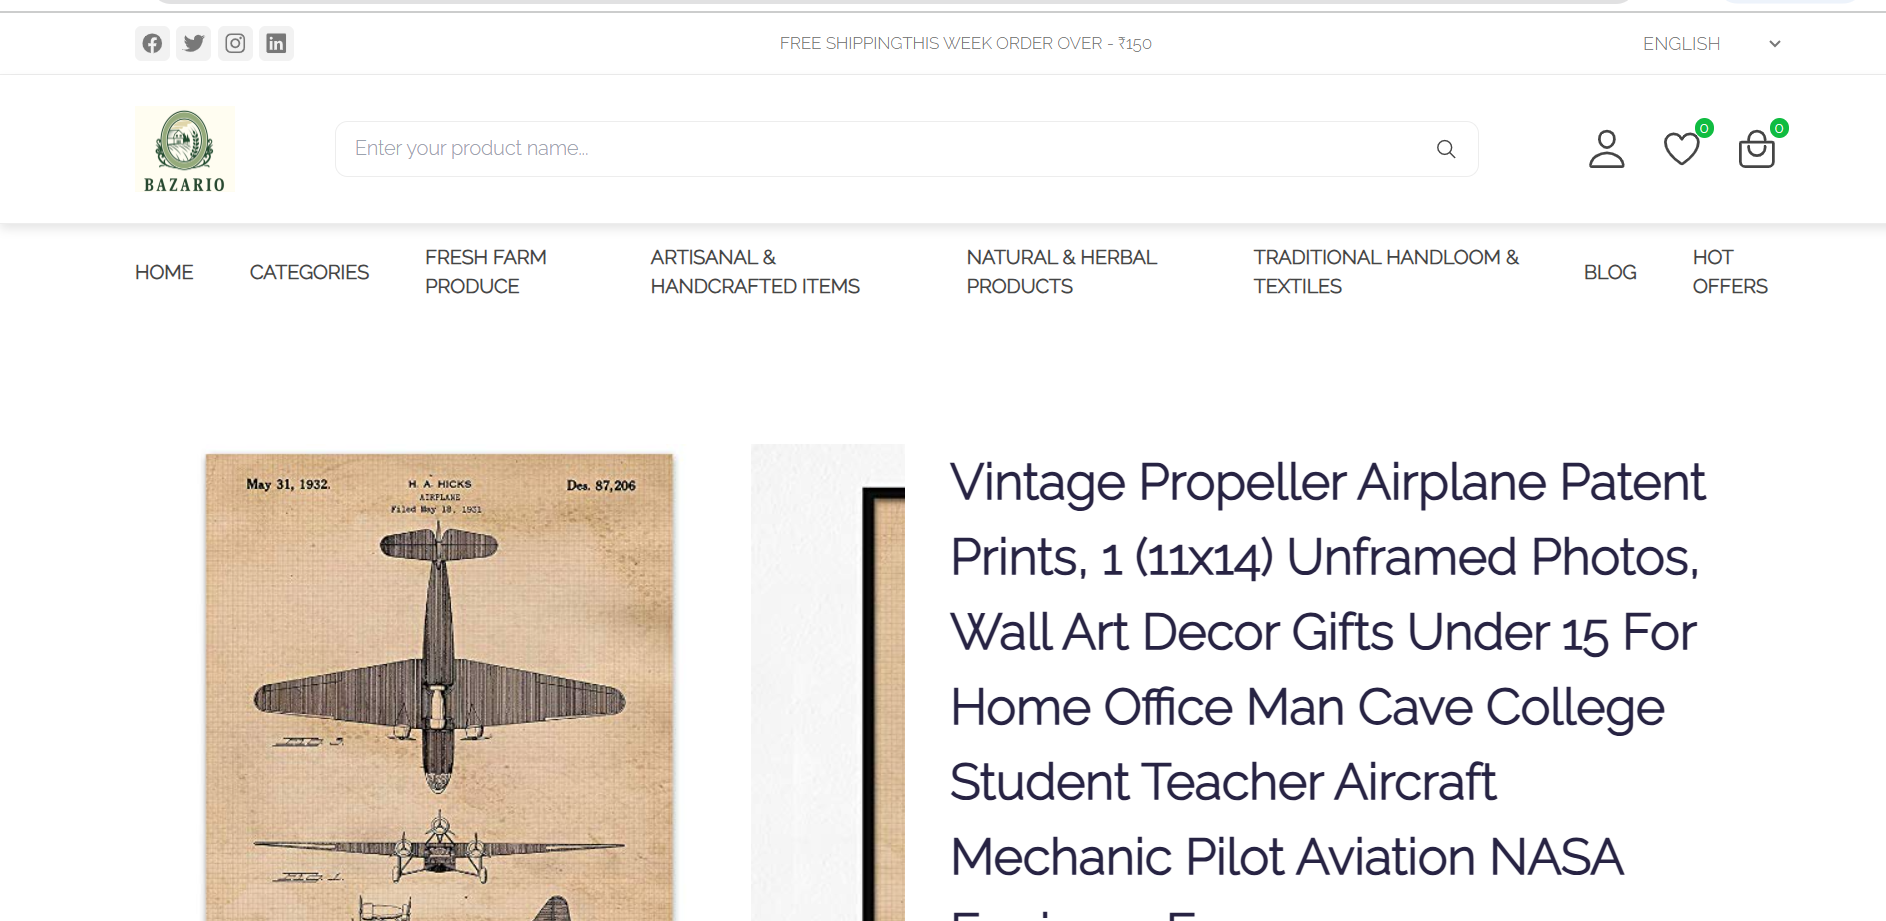 FREE SHIPPINGTHIS WEEK ORDER OVER - ₹150
ENGLISH
BAZARIO
Enter your product name...
0
0
HOME
CATEGORIES
FRESH FARM
PRODUCE
ARTISANAL &
HANDCRAFTED ITEMS
NATURAL & HERBAL
PRODUCTS
TRADITIONAL HANDLOOM &
TEXTILES
BLOG
HOT
OFFERS
May 31, 1932.
H. A. HICKS
Des. 87,206
AIRPLANE
Filed May 18, 1931
Vintage Propeller Airplane Patent
Prints, 1 (11x14) Unframed Photos,
Wall Art Decor Gifts Under 15 For
Home Office Man Cave College
Student Teacher Aircraft
Mechanic Pilot Aviation NASA